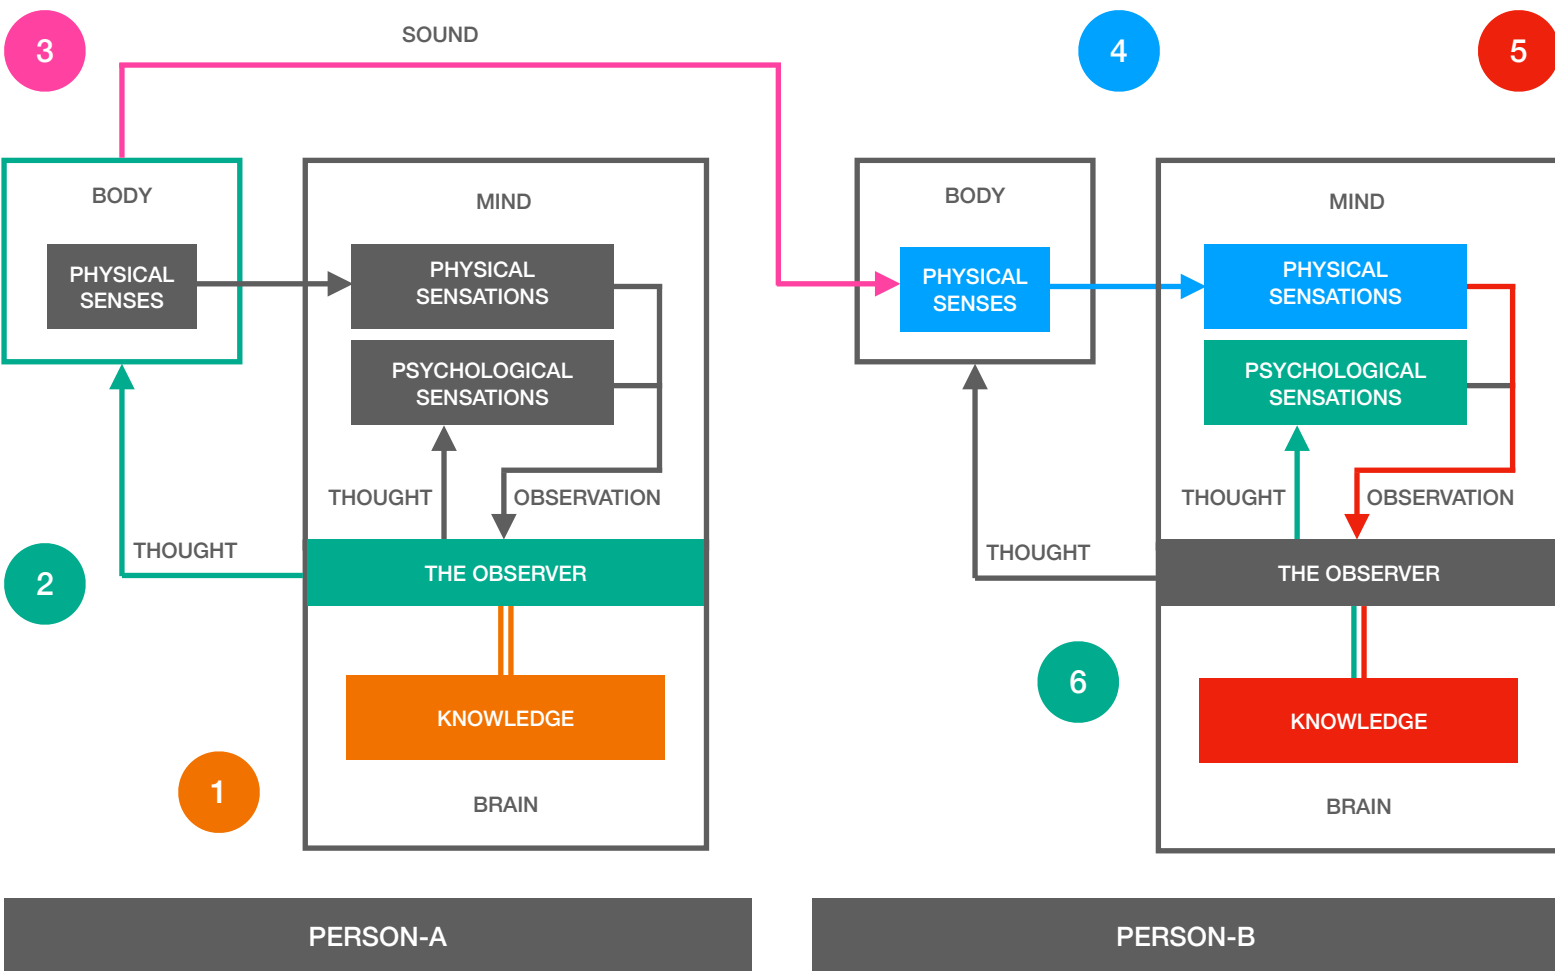 3
SOUND
4
5
BODY
PHYSICAL
SENSES
MIND
PHYSICAL
SENSATIONS
PSYCHOLOGICAL
SENSATIONS
THOUGHT
OBSERVATION
THOUGHT
2
THE OBSERVER
KNOWLEDGE
1
BRAIN
PERSON-A
BODY
PHYSICAL
SENSES
MIND
PHYSICAL
SENSATIONS
PSYCHOLOGICAL
SENSATIONS
THOUGHT
OBSERVATION
THOUGHT
THE OBSERVER
6
KNOWLEDGE
BRAIN
PERSON-B